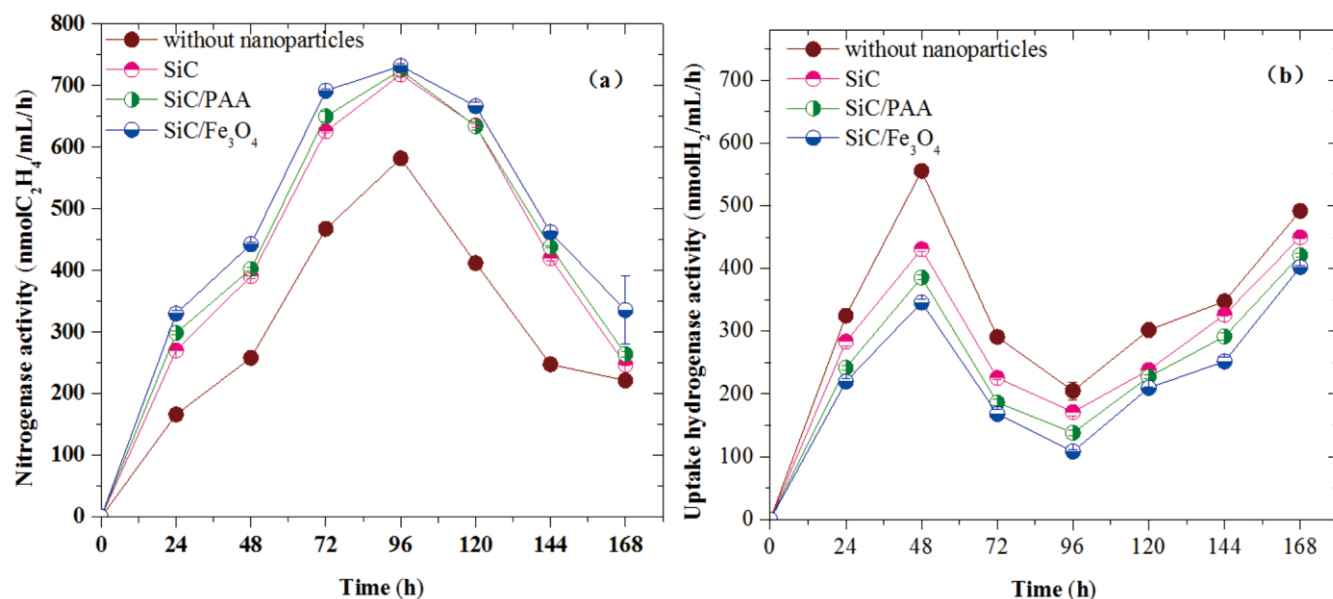 Nitrogenase activity (nmolC₂H₄/mL/h)
800
700
600
500
400
300
200
100
0
without nanoparticles
SiC
SiC/PAA
SiC/Fe₃O₄
(a)
0 24 48 72 96 120 144 168
Time (h)
Uptake hydrogenase activity (nmolH₂/mL/h)
700
600
500
400
300
200
100
0
without nanoparticles
SiC
SiC/PAA
SiC/Fe₃O₄
(b)
0 24 48 72 96 120 144 168
Time (h)